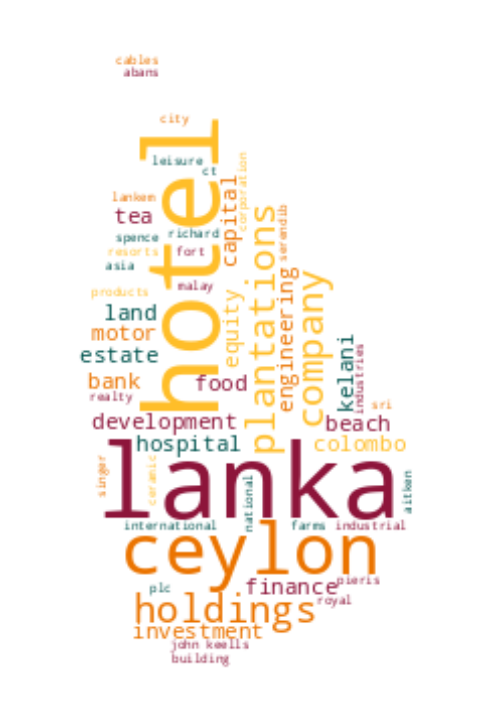 cables
abans
city
hotel
leisure
ct
corporation
capital
lankem
tea
plantations
serendib
spence
richard
resorts
fort
asia
engineering
company
malay
products
equity
land
motor
estate
kelani
industries
bank
food
realty
sri
development
beach
hospital
colombo
lanka
singer
ceramic
national
aitken
international
farms
industrial
ceylon
plc
finance
pieris
holdings
royal
investment
john keells
building